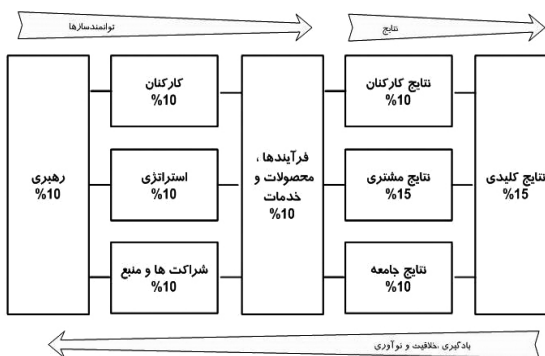 توانمندسازها
نتایج
رهبری
%10
کارکنان
%10
استراتژی
%10
شراکت ها و منبع
%10
فرآیندها ،
محصولات و
خدمات
%10
نتایج کارکنان
%10
نتایج مشتری
%15
نتایج جامعه
%10
نتایج کلیدی
%15
یادگیری ،خلاقیت و نوآوری